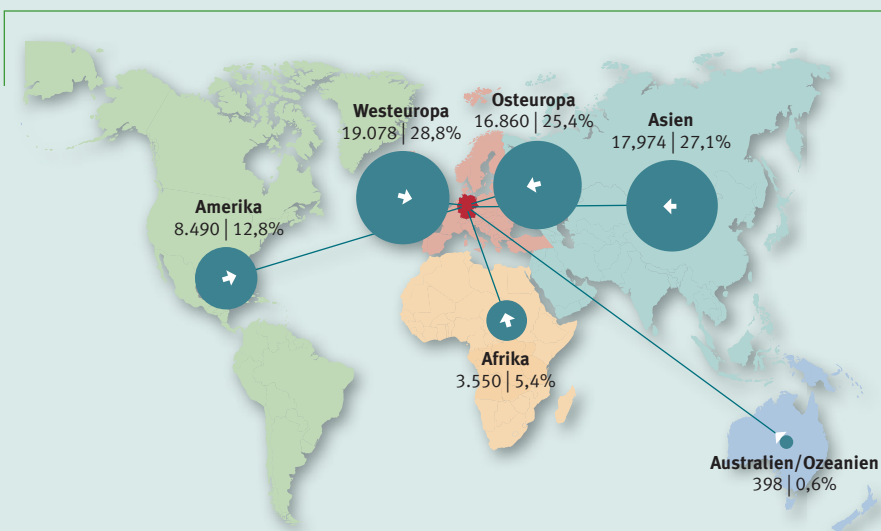 Westeuropa
19.078 | 28,8%
Osteuropa
16.860 | 25,4%
Asien
17,974 | 27,1%
Amerika
8.490 | 12,8%
Afrika
3.550 | 5,4%
Australien/Ozeanien
398 | 0,6%